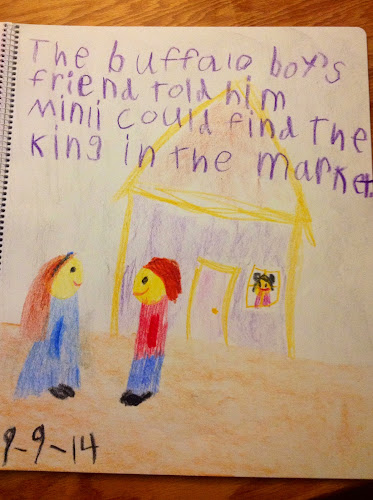 The buffalo boy's
friend told him
Minli could find the
king in the market.
9-9-14